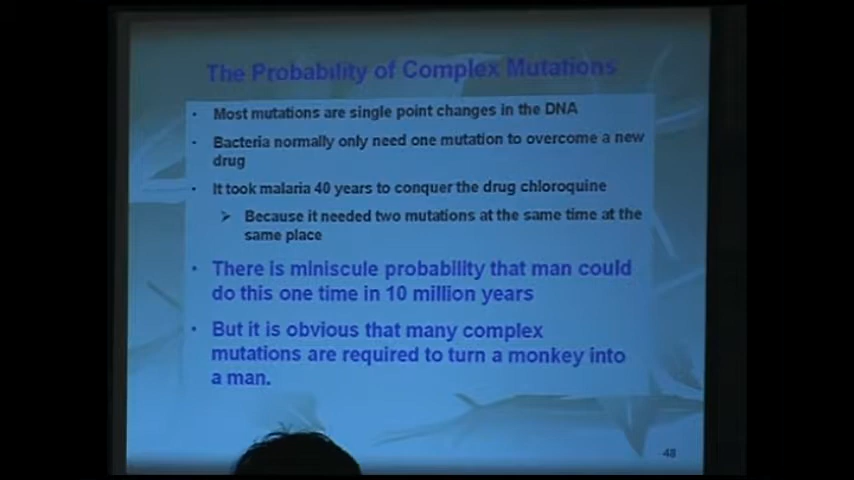 The Probability of Complex Mutations
• Most mutations are single point changes in the DNA
• Bacteria normally only need one mutation to overcome a new
drug
• It took malaria 40 years to conquer the drug chloroquine
➢ Because it needed two mutations at the same time at the
same place
• There is miniscule probability that man could
do this one time in 10 million years
• But it is obvious that many complex
mutations are required to turn a monkey into
a man.
48